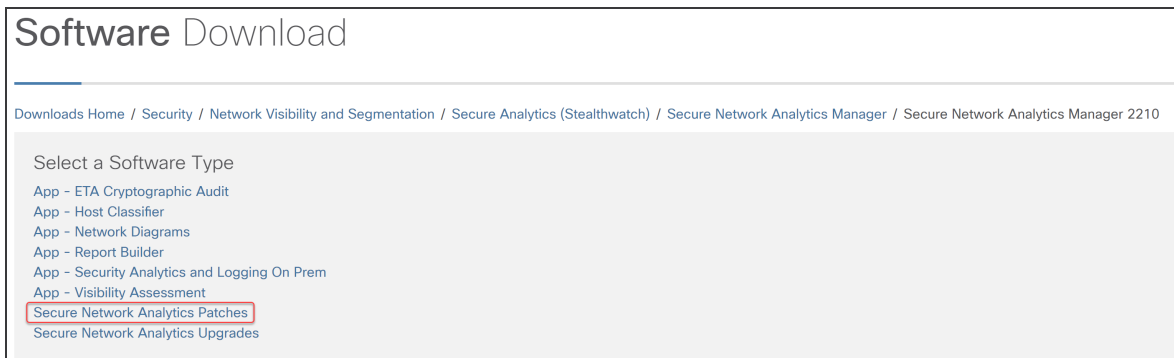 Software Download
Downloads Home / Security / Network Visibility and Segmentation / Secure Analytics (Stealthwatch) / Secure Network Analytics Manager / Secure Network Analytics Manager 2210
Select a Software Type
App - ETA Cryptographic Audit
App - Host Classifier
App - Network Diagrams
App - Report Builder
App - Security Analytics and Logging On Prem
App - Visibility Assessment
Secure Network Analytics Patches
Secure Network Analytics Upgrades